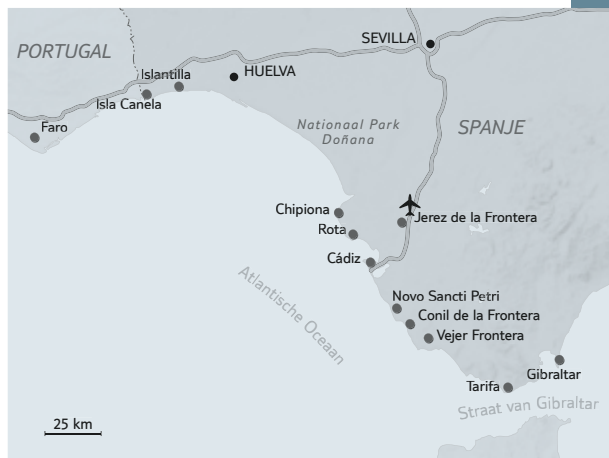 SEVILLA
PORTUGAL
Islantilla
HUELVA
Isla Canela
Faro
Nationaal Park
Doñana
SPANJE
Chipiona
Jerez de la Frontera
Rota
Cádiz
Atlantische Oceaan
Novo Sancti Petri
Conil de la Frontera
Vejer Frontera
Gibraltar
Tarifa
Straat van Gibraltar
25 km